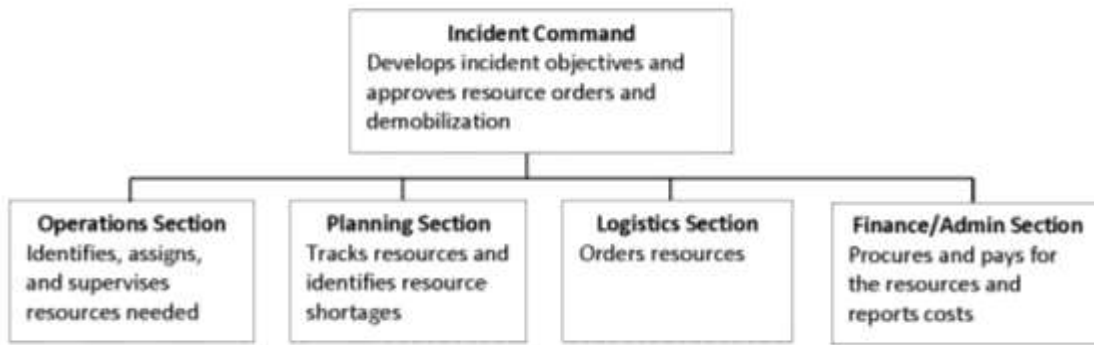 Incident Command
Develops incident objectives and
approves resource orders and
demobilization
Operations Section
Identifies, assigns,
and supervises
resources needed
Planning Section
Tracks resources and
identifies resource
shortages
Logistics Section
Orders resources
Finance/Admin Section
Procures and pays for
the resources and
reports costs